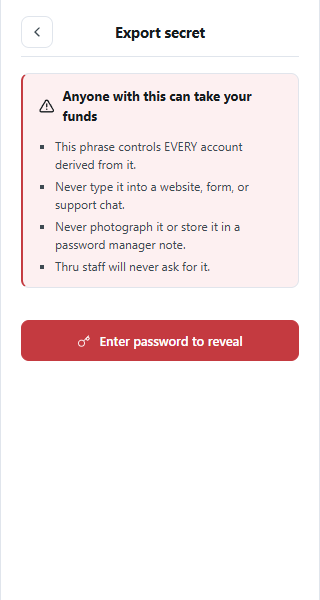 Export secret
Anyone with this can take your
funds
This phrase controls EVERY account
derived from it.
Never type it into a website, form, or
support chat.
Never photograph it or store it in a
password manager note.
Thru staff will never ask for it.
Enter password to reveal